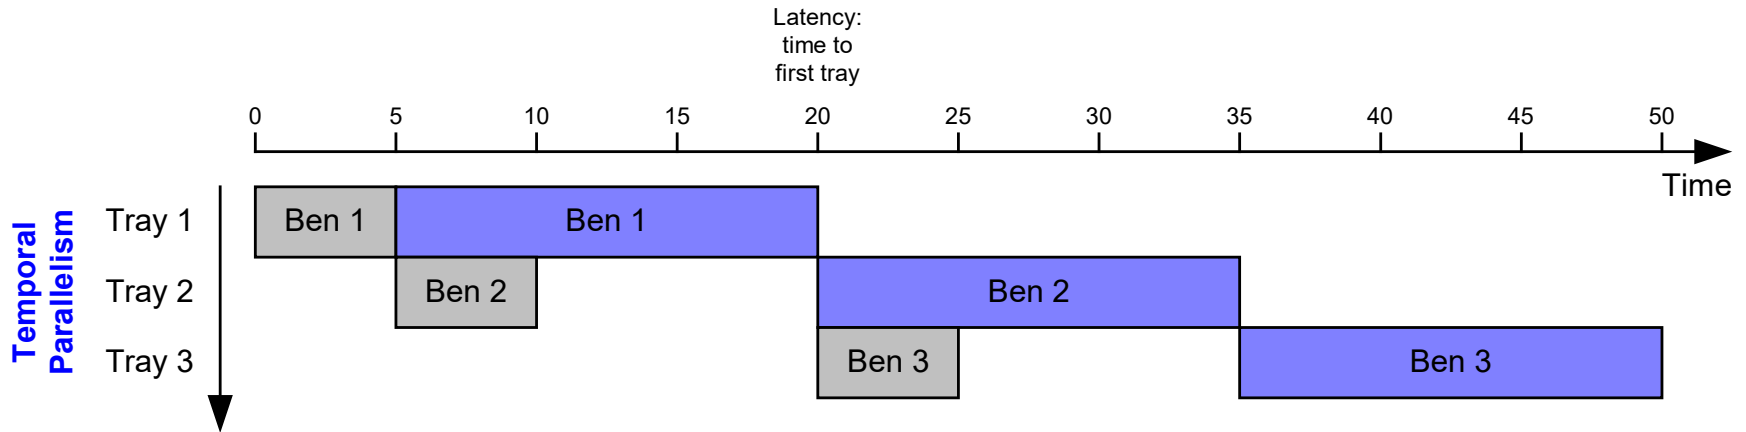 Latency:
time to
first tray
0 5 10 15 20 25 30 35 40 45 50
Time
Temporal
Parallelism
Tray 1 Ben 1 Ben 1
Tray 2 Ben 2 Ben 2
Tray 3 Ben 3 Ben 3